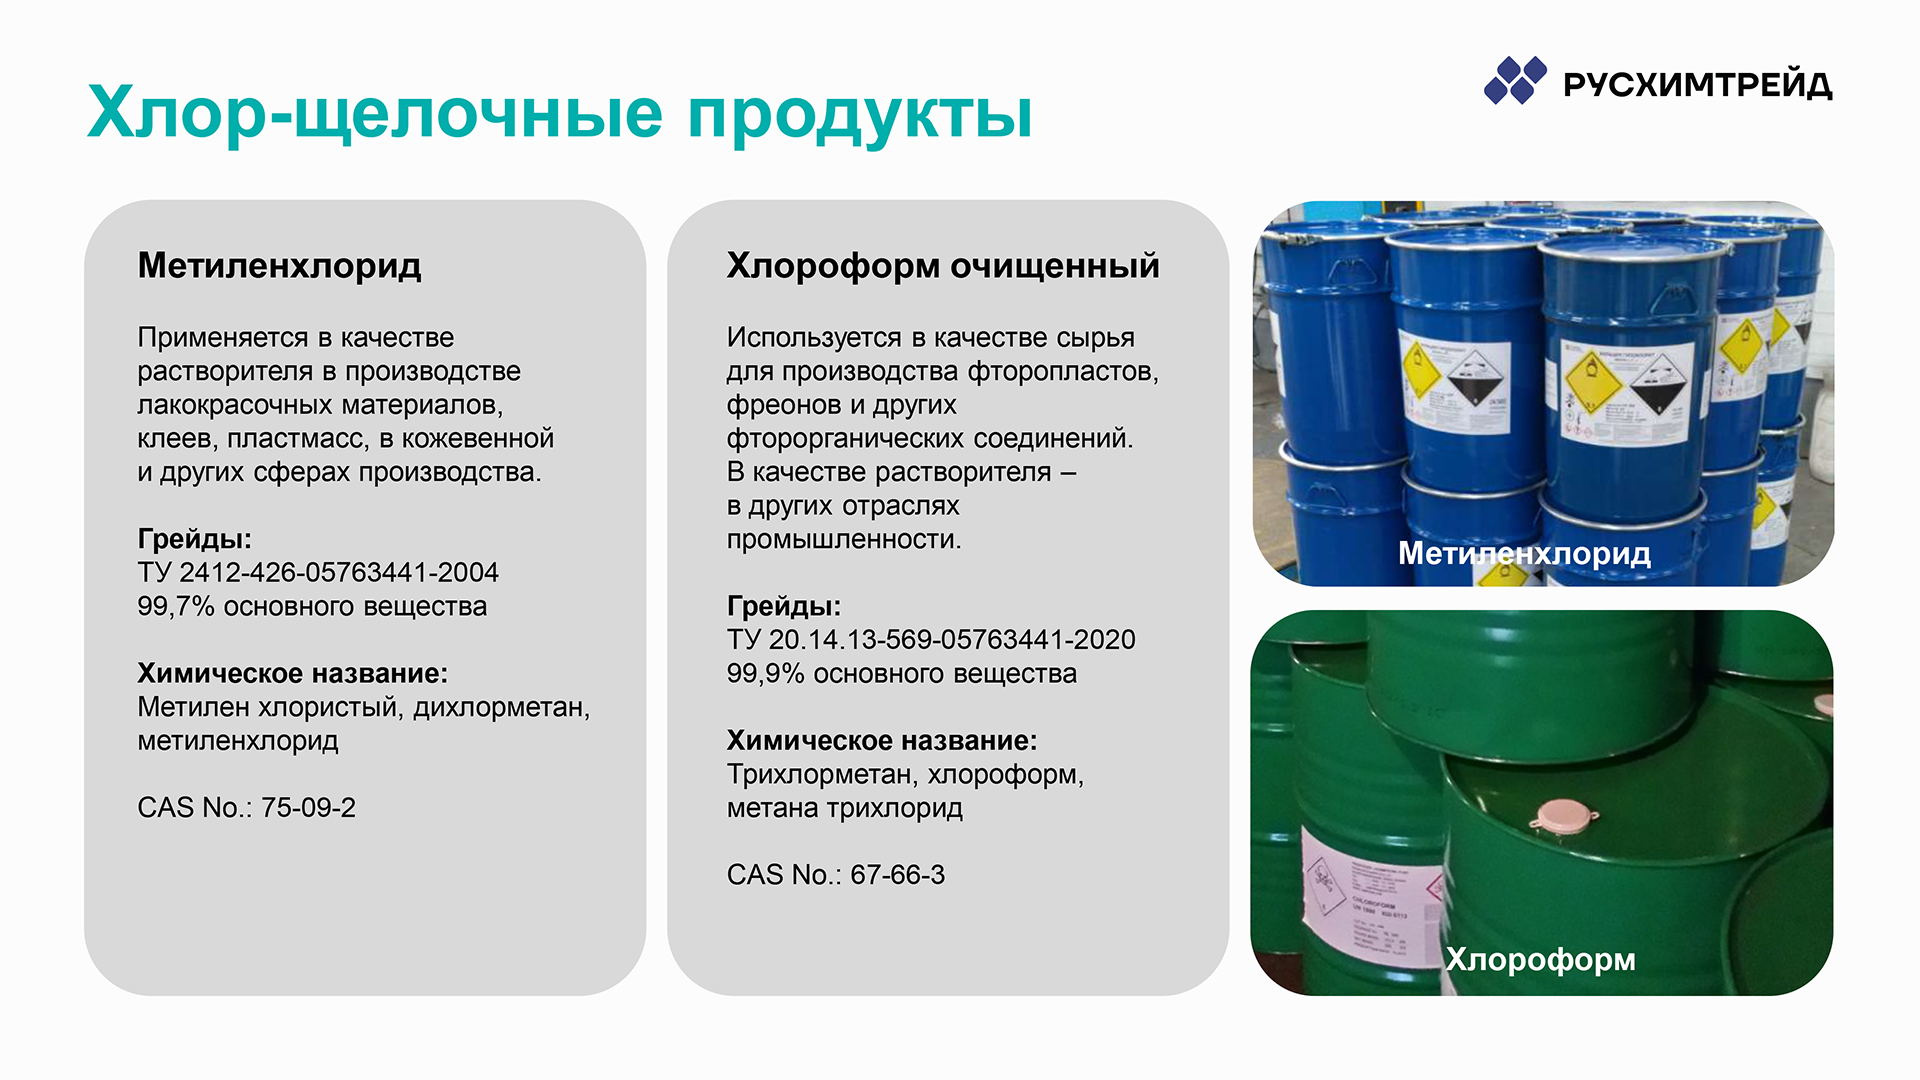 Хлор-щелочные продукты
РУСХИМТРЕЙД
Метиленхлорид
Применяется в качестве
растворителя в производстве
лакокрасочных материалов,
клеев, пластмасс, в кожевенной
и других сферах производства.
Грейды:
ТУ 2412-426-05763441-2004
99,7% основного вещества
Химическое название:
Метилен хлористый, дихлорметан,
метиленхлорид
CAS No.: 75-09-2
Хлороформ очищенный
Используется в качестве сырья
для производства фторопластов,
фреонов и других
фторорганических соединений.
В качестве растворителя –
в других отраслях
промышленности.
Грейды:
ТУ 20.14.13-569-05763441-2020
99,9% основного вещества
Химическое название:
Трихлорметан, хлороформ,
метана трихлорид
CAS No.: 67-66-3
Метиленхлорид
CHLOROFORM
UN 1888
Хлороформ